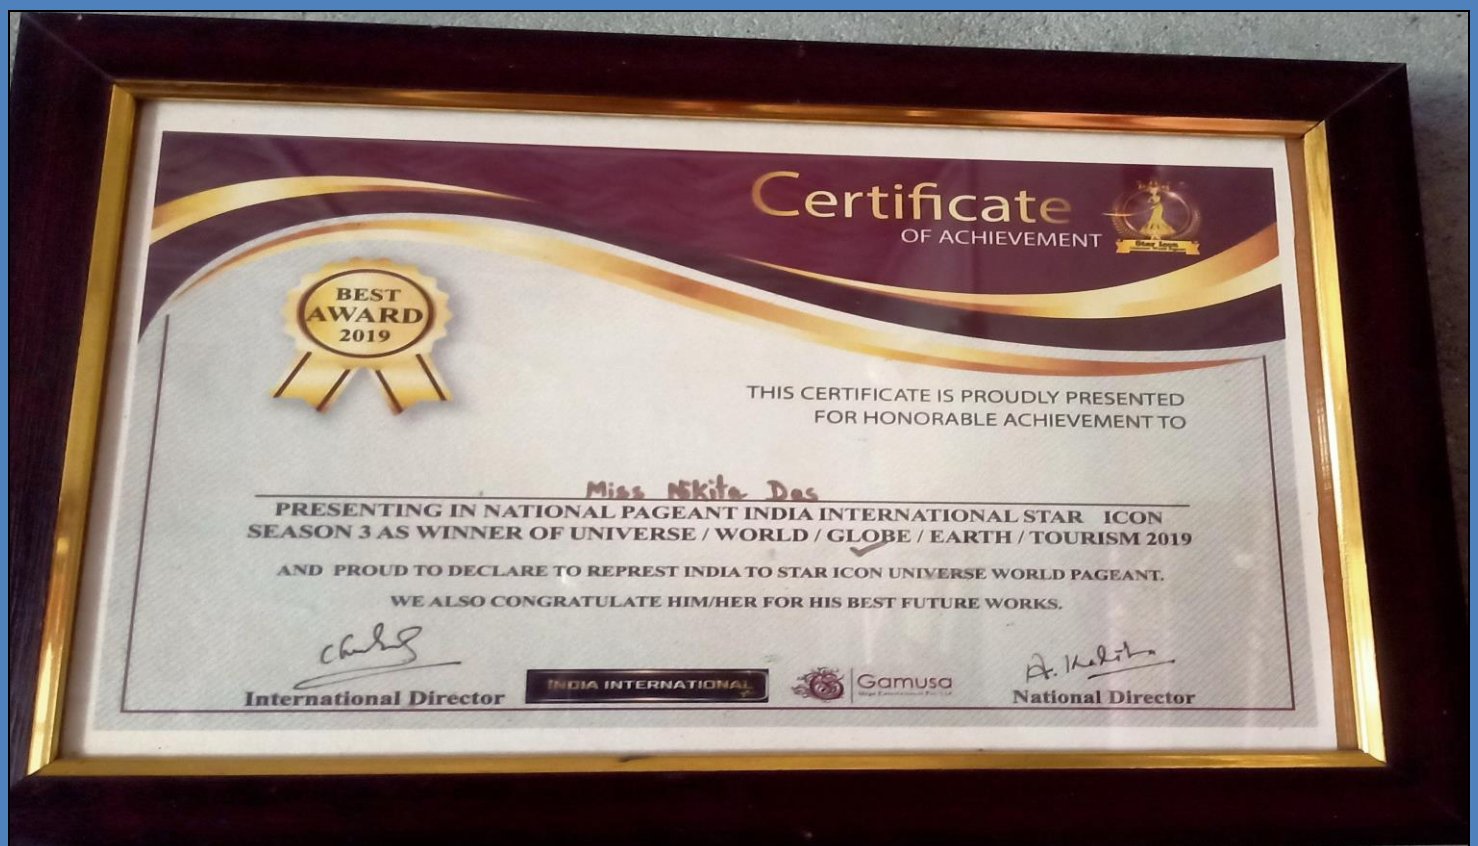 Certificate
OF ACHIEVEMENT
Star Icon
BEST
AWARD
2019
THIS CERTIFICATE IS PROUDLY PRESENTED
FOR HONORABLE ACHIEVEMENT TO
Miss Nikita Das
PRESENTING IN NATIONAL PAGEANT INDIA INTERNATIONAL STAR ICON
SEASON 3 AS WINNER OF UNIVERSE / WORLD / GLOBE / EARTH / TOURISM 2019
AND PROUD TO DECLARE TO REPREST INDIA TO STAR ICON UNIVERSE WORLD PAGEANT.
WE ALSO CONGRATULATE HIM/HER FOR HIS BEST FUTURE WORKS.
International Director
INDIA INTERNATIONAL
Gamusa
National Director